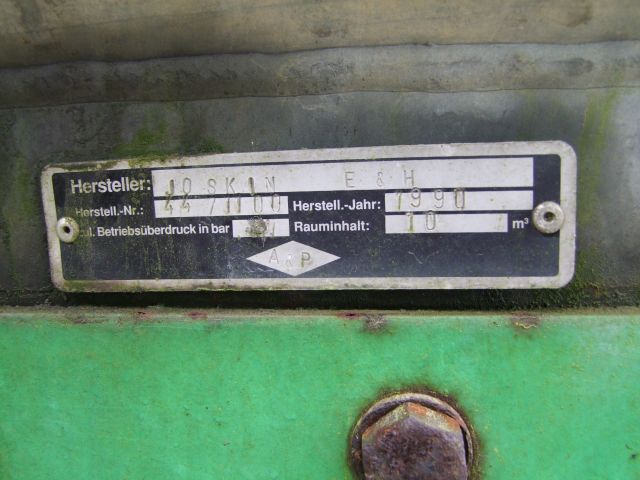 Hersteller: JOSKIN E & H
Herstell.-Nr.: Herstell.-Jahr: 1990
Betriebsüberdruck in bar Rauminhalt: 10 m³
A & P